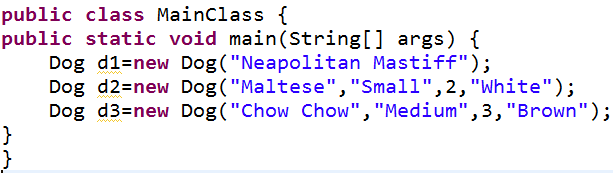 public class MainClass {
public static void main(String[] args) {
    Dog d1=new Dog("Neapolitan Mastiff");
    Dog d2=new Dog("Maltese","Small",2,"White");
    Dog d3=new Dog("Chow Chow","Medium",3,"Brown");
}
}